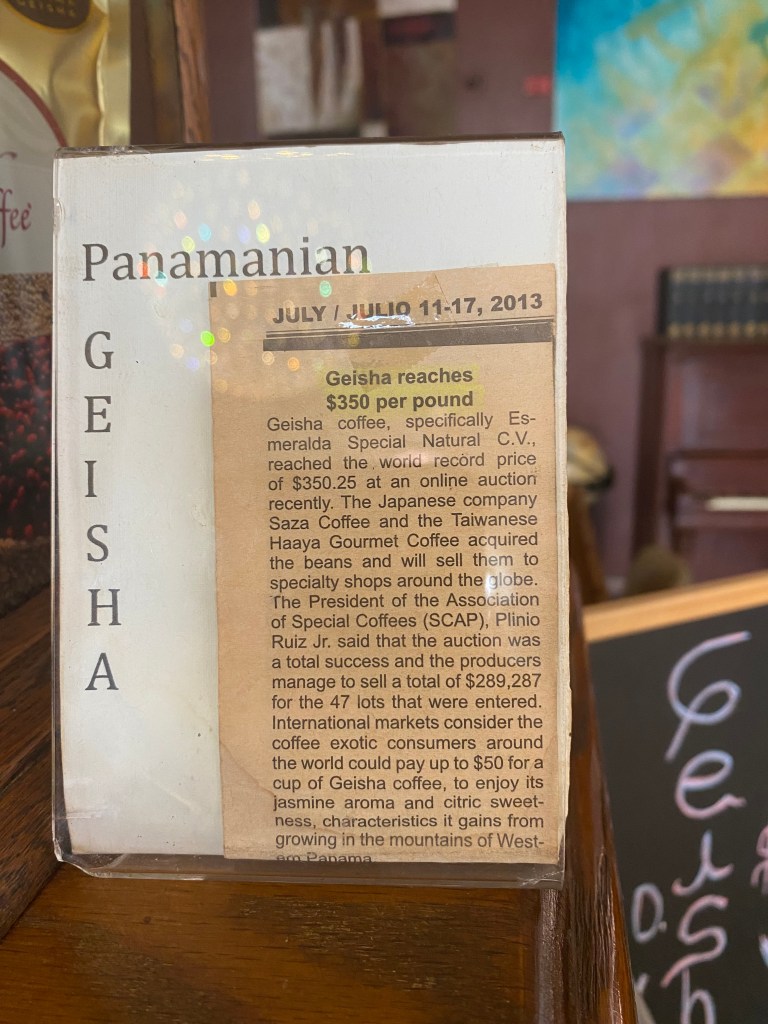 GEISHA
fee
Panamanian
G
E
I
S
H
A
JULY / JULIO 11-17, 2013
Geisha reaches
$350 per pound
Geisha coffee, specifically Es-
meralda Special Natural C.V.,
reached the world record price
of $350.25 at an online auction
recently. The Japanese company
Saza Coffee and the Taiwanese
Haaya Gourmet Coffee acquired
the beans and will sell them to
specialty shops around the globe.
The President of the Association
of Special Coffees (SCAP), Plinio
Ruiz Jr. said that the auction was
a total success and the producers
manage to sell a total of $289,287
for the 47 lots that were entered.
International markets consider the
coffee exotic consumers around
the world could pay up to $50 for a
cup of Geisha coffee, to enjoy its
jasmine aroma and citric sweet-
ness, characteristics it gains from
growing in the mountains of West-
ern Panama
G
e
i
s
h